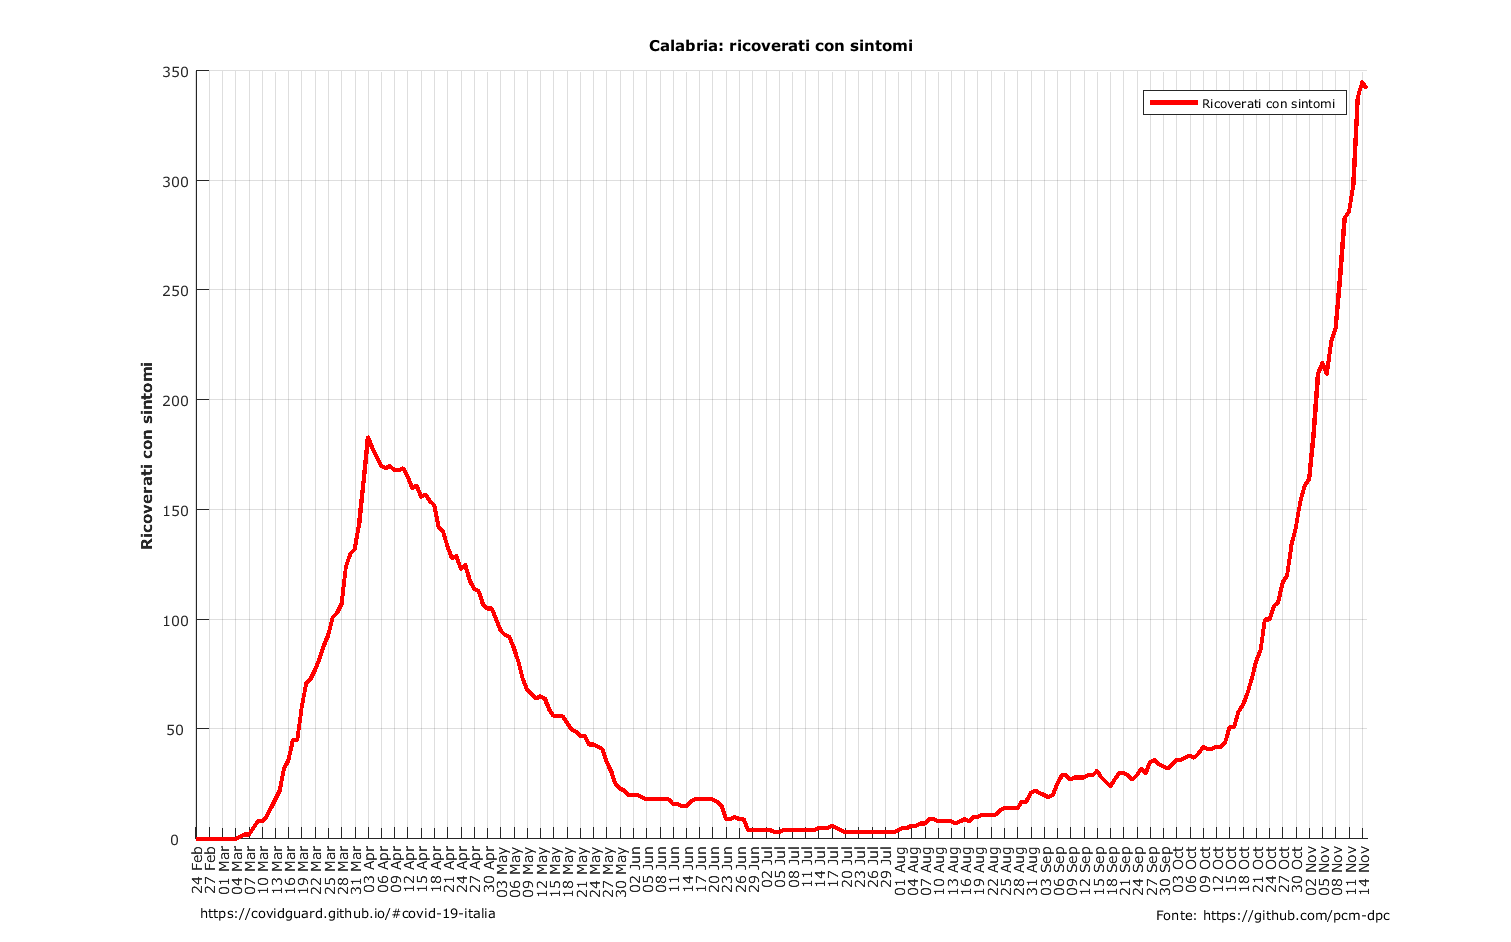 Calabria: ricoverati con sintomi
Ricoverati con sintomi
Ricoverati con sintomi
350
300
250
200
150
100
50
0
24 Feb
27 Feb
01 Mar
04 Mar
07 Mar
10 Mar
13 Mar
16 Mar
19 Mar
22 Mar
25 Mar
28 Mar
31 Mar
03 Apr
06 Apr
09 Apr
12 Apr
15 Apr
18 Apr
21 Apr
24 Apr
27 Apr
30 Apr
03 May
06 May
09 May
12 May
15 May
18 May
21 May
24 May
27 May
30 May
02 Jun
05 Jun
08 Jun
11 Jun
14 Jun
17 Jun
20 Jun
23 Jun
26 Jun
29 Jun
02 Jul
05 Jul
08 Jul
11 Jul
14 Jul
17 Jul
20 Jul
23 Jul
26 Jul
29 Jul
01 Aug
04 Aug
07 Aug
10 Aug
13 Aug
16 Aug
19 Aug
22 Aug
25 Aug
28 Aug
31 Aug
03 Sep
06 Sep
09 Sep
12 Sep
15 Sep
18 Sep
21 Sep
24 Sep
27 Sep
30 Sep
03 Oct
06 Oct
09 Oct
12 Oct
15 Oct
18 Oct
21 Oct
24 Oct
27 Oct
30 Oct
02 Nov
05 Nov
08 Nov
11 Nov
14 Nov
https://covidguard.github.io/#covid-19-italia
Fonte: https://github.com/pcm-dpc